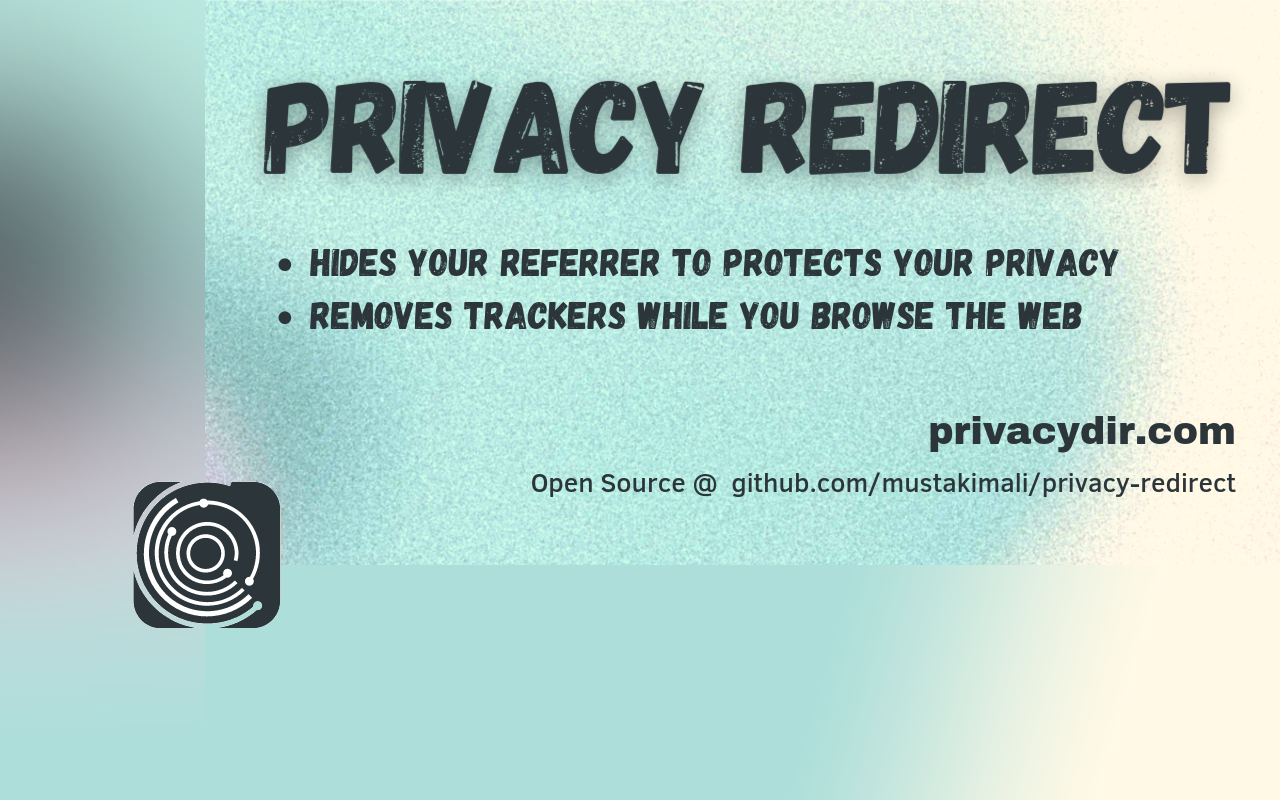 PRIVACY REDIRECT
• HIDES YOUR REFERRER TO PROTECTS YOUR PRIVACY
• REMOVES TRACKERS WHILE YOU BROWSE THE WEB
privacydir.com
Open Source @ github.com/mustakimali/privacy-redirect